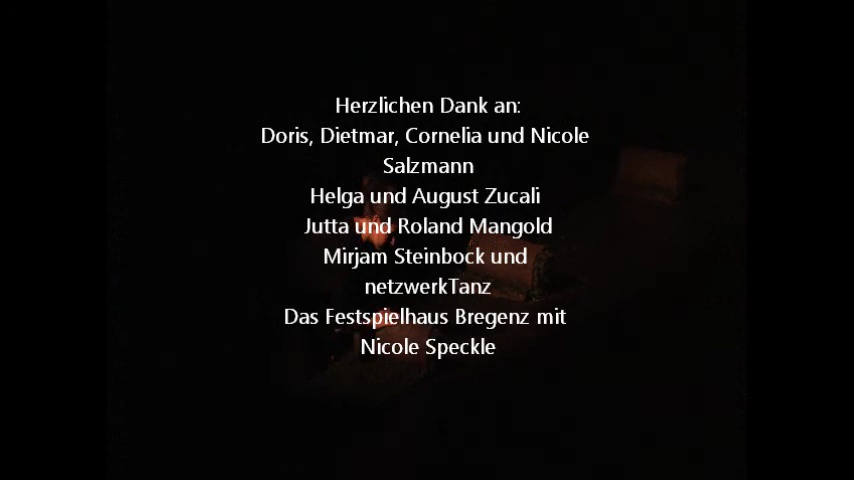 Herzlichen Dank an:
Doris, Dietmar, Cornelia und Nicole
Salzmann
Helga und August Zucali
Jutta und Roland Mangold
Mirjam Steinbock und
netzwerkTanz
Das Festspielhaus Bregenz mit
Nicole Speckle